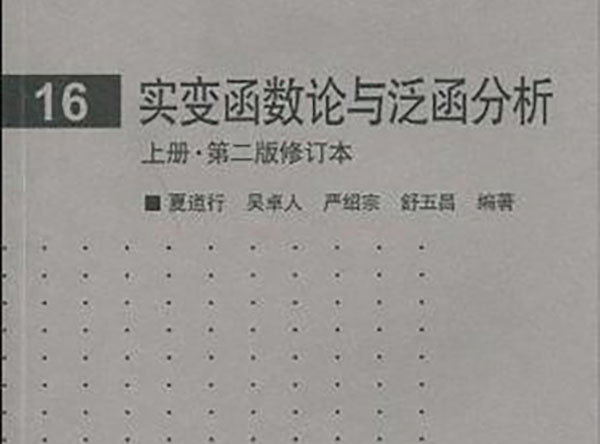 16
实变函数论与泛函分析
上册·第二版修订本
■ 夏道行 吴卓人 严绍宗 舒五昌 编著